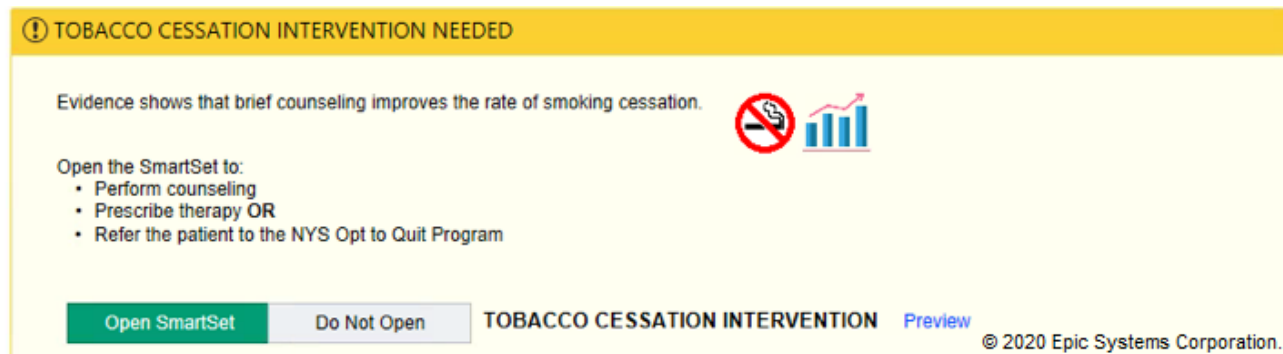 TOBACCO CESSATION INTERVENTION NEEDED
Evidence shows that brief counseling improves the rate of smoking cessation.
Open the SmartSet to:
• Perform counseling
• Prescribe therapy OR
• Refer the patient to the NYS Opt to Quit Program
Open SmartSet Do Not Open TOBACCO CESSATION INTERVENTION Preview
© 2020 Epic Systems Corporation.